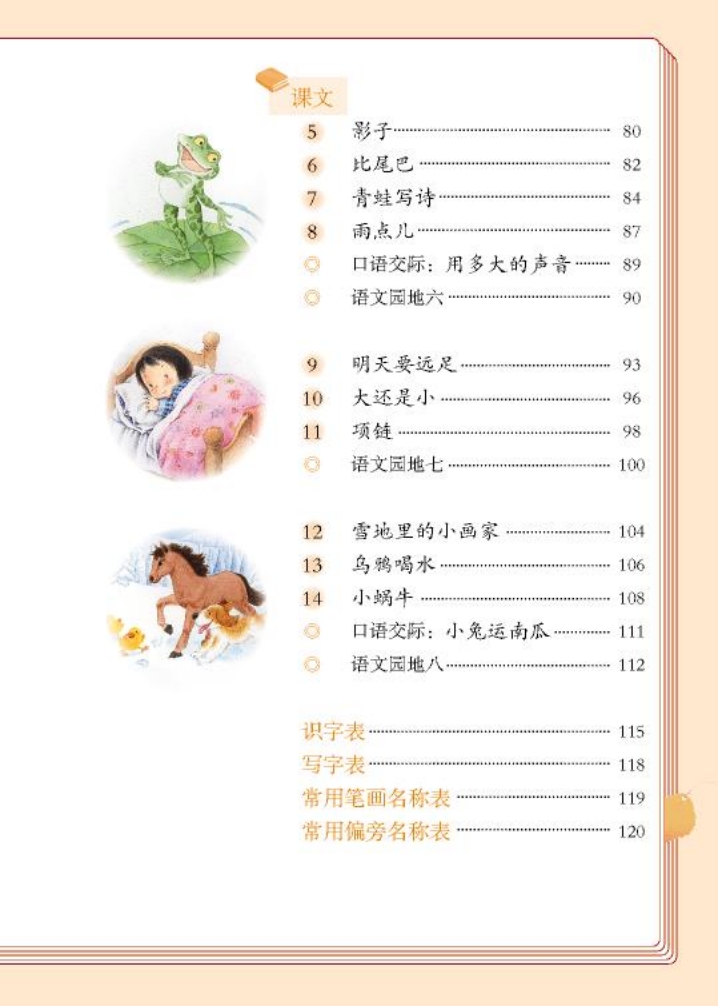 课文
5 影子 80
6 比尾巴 82
7 青蛙写诗 84
8 雨点儿 87
◎ 口语交际：用多大的声音 89
◎ 语文园地六 90
9 明天要远足 93
10 大还是小 96
11 项链 98
◎ 语文园地七 100
12 雪地里的小画家 104
13 乌鸦喝水 106
14 小蜗牛 108
◎ 口语交际：小兔运南瓜 111
◎ 语文园地八 112
识字表 115
写字表 118
常用笔画名称表 119
常用偏旁名称表 120